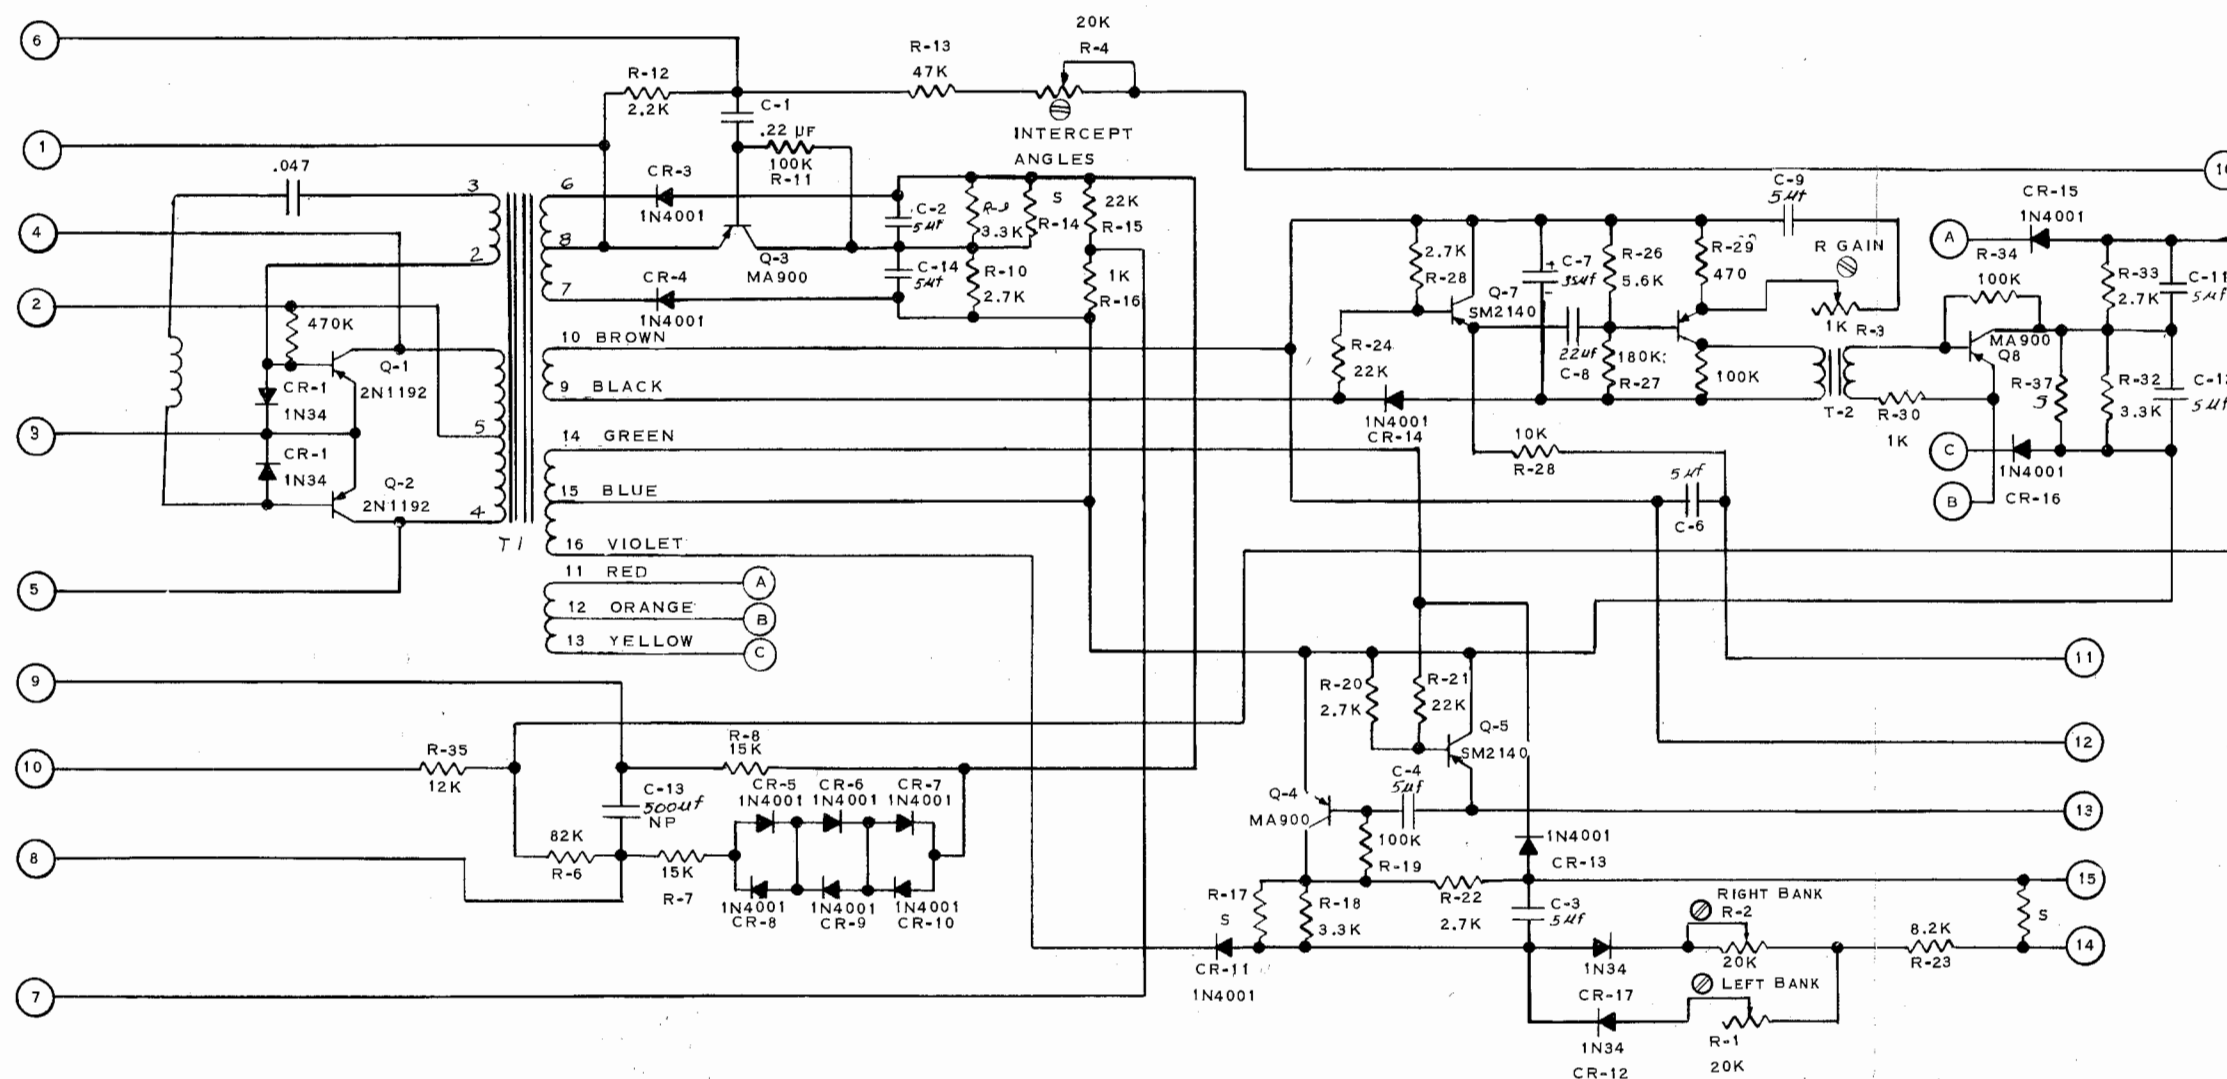 6
1
4
2
3
5
9
10
8
7
.047
3
2
470K
Q-1
2N1192
CR-1
1N34
CR-1
1N34
Q-2
2N1192
5
4
T1
R-12
2.2K
C-1
.22 µF
100K
R-11
R-13
47K
20K
R-4
INTERCEPT
ANGLES
6
8
7
CR-3
1N4001
CR-4
1N4001
Q-3
MA900
C-2
5µf
C-14
5µf
3.3K
S
R-14
22K
R-15
R-10
2.7K
1K
R-16
10 BROWN
9 BLACK
14 GREEN
15 BLUE
16 VIOLET
11 RED
12 ORANGE
13 YELLOW
A
B
C
R-35
12K
R-8
15K
C-13
500µf
NP
82K
R-6
15K
R-7
CR-5
1N4001
CR-6
1N4001
CR-7
1N4001
1N4001
CR-8
1N4001
CR-9
1N4001
CR-10
2.7K
R-28
Q-7
SM2140
C-7
+
35µf
R-26
5.6K
R-29
470
C-9
5µf
R GAIN
1K R-3
R-24
22K
1N4001
CR-14
22µf
C-8
180K
R-27
100K
T-2
10K
R-28
5µf
C-6
A
CR-15
1N4001
R-34
100K
R-33
2.7K
C-11
5µf
MA900
Q8
R-30
1K
R-37
S
R-32
3.3K
5µf
C
B
1N4001
CR-16
11
12
13
15
14
R-20
2.7K
R-21
22K
Q-5
SM2140
C-4
5µf
Q-4
MA900
100K
R-19
1N4001
CR-13
R-17
S
R-18
3.3K
R-22
2.7K
C-3
5µf
CR-11
1N4001
RIGHT BANK
R-2
20K
1N34
CR-17
LEFT BANK
8.2K
R-23
S
1N34
CR-12
R-1
20K